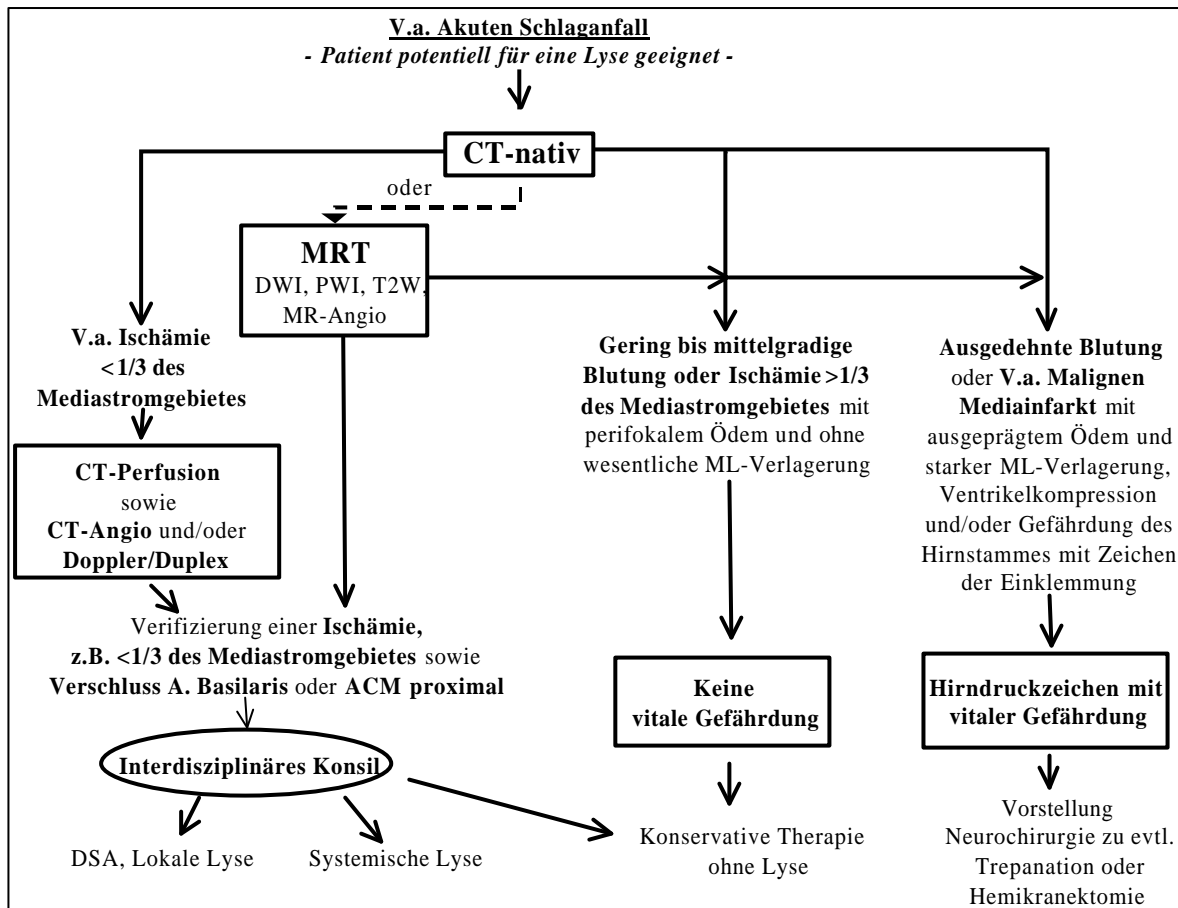 V.a. Akuten Schlaganfall
- Patient potentiell für eine Lyse geeignet -
CT-nativ
oder
MRT
DWI, PWI, T2W,
MR-Angio
V.a. Ischämie
<1/3 des
Mediastromgebietes
CT-Perfusion
sowie
CT-Angio und/oder
Doppler/Duplex
Verifizierung einer Ischämie,
z.B. <1/3 des Mediastromgebietes sowie
Verschluss A. Basilaris oder ACM proximal
Interdisziplinäres Konsil
DSA, Lokale Lyse
Systemische Lyse
Gering bis mittelgradige
Blutung oder Ischämie >1/3
des Mediastromgebietes mit
perifokalem Ödem und ohne
wesentliche ML-Verlagerung
Keine
vitale Gefährdung
Konservative Therapie
ohne Lyse
Ausgedehnte Blutung
oder V.a. Malignen
Mediainfarkt mit
ausgeprägtem Ödem und
starker ML-Verlagerung,
Ventrikelkompression
und/oder Gefährdung des
Hirnstammes mit Zeichen
der Einklemmung
Hirndruckzeichen mit
vitaler Gefährdung
Vorstellung
Neurochirurgie zu evtl.
Trepanation oder
Hemikranektomie